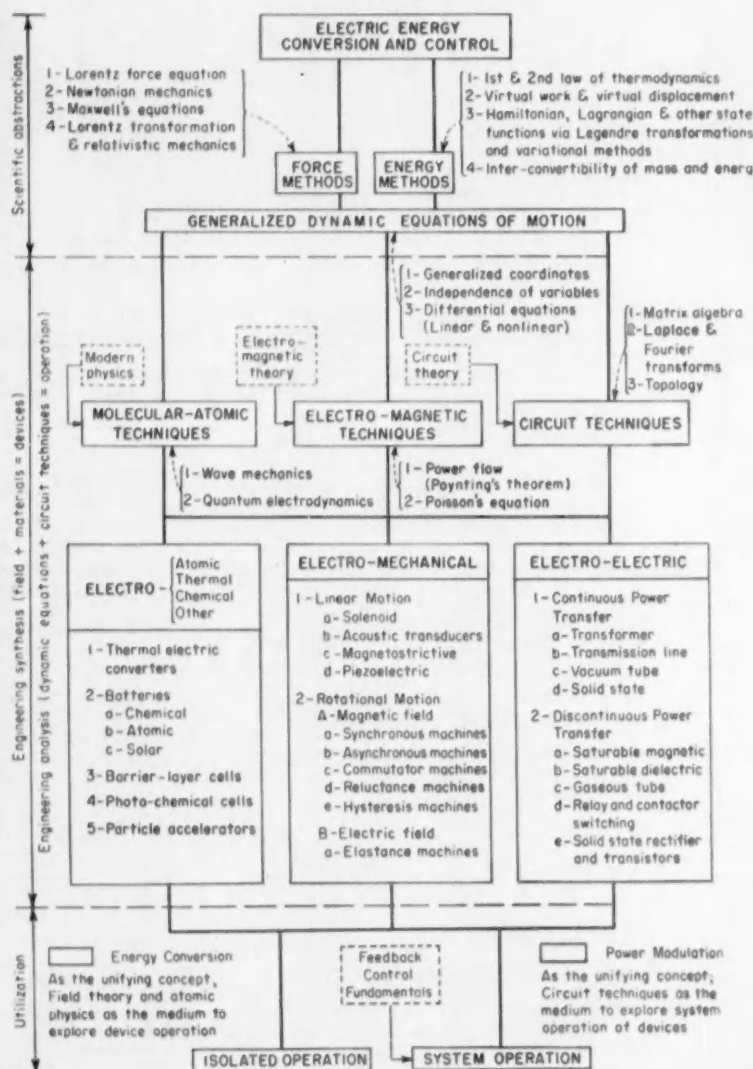 ELECTRIC ENERGY
CONVERSION AND CONTROL
Scientific abstractions
1- Lorentz force equation
2- Newtonian mechanics
3- Maxwell's equations
4- Lorentz transformation
& relativistic mechanics
1- 1st & 2nd law of thermodynamics
2- Virtual work & virtual displacement
3- Hamiltonian, Lagrangian & other state
functions via Legendre transformations
and variational methods
4- Inter-convertibility of mass and energ
FORCE
METHODS
ENERGY
METHODS
GENERALIZED DYNAMIC EQUATIONS OF MOTION
Engineering synthesis (field + materials = devices)
Engineering analysis (dynamic equations + circuit techniques = operation)
1- Generalized coordinates
2- Independence of variables
3- Differential equations
(Linear & nonlinear)
1- Matrix algebra
2- Laplace &
Fourier
transforms
3- Topology
Modern
physics
Electro-
magnetic
theory
Circuit
theory
MOLECULAR-ATOMIC
TECHNIQUES
ELECTRO-MAGNETIC
TECHNIQUES
CIRCUIT TECHNIQUES
1- Wave mechanics
2- Quantum electrodynamics
1- Power flow
(Poynting's theorem)
2- Poisson's equation
ELECTRO-
Atomic
Thermal
Chemical
Other
1- Thermal electric
converters
2- Batteries
a- Chemical
b- Atomic
c- Solar
3- Barrier-layer cells
4- Photo-chemical cells
5- Particle accelerators
ELECTRO-MECHANICAL
1- Linear Motion
a- Solenoid
b- Acoustic transducers
c- Magnetostrictive
d- Piezoelectric
2- Rotational Motion
A- Magnetic field
a- Synchronous machines
b- Asynchronous machines
c- Commutator machines
d- Reluctance machines
e- Hysteresis machines
B- Electric field
a- Elastance machines
ELECTRO-ELECTRIC
1- Continuous Power
Transfer
a- Transformer
b- Transmission line
c- Vacuum tube
d- Solid state
2- Discontinuous Power
Transfer
a- Saturable magnetic
b- Saturable dielectric
c- Gaseous tube
d- Relay and contactor
switching
e- Solid state rectifier
and transistors
Utilization
Energy Conversion
As the unifying concept,
Field theory and atomic
physics as the medium to
explore device operation
Feedback
Control
Fundamentals
Power Modulation
As the unifying concept;
Circuit techniques as the
medium to explore system
operation of devices
ISOLATED OPERATION
SYSTEM OPERATION